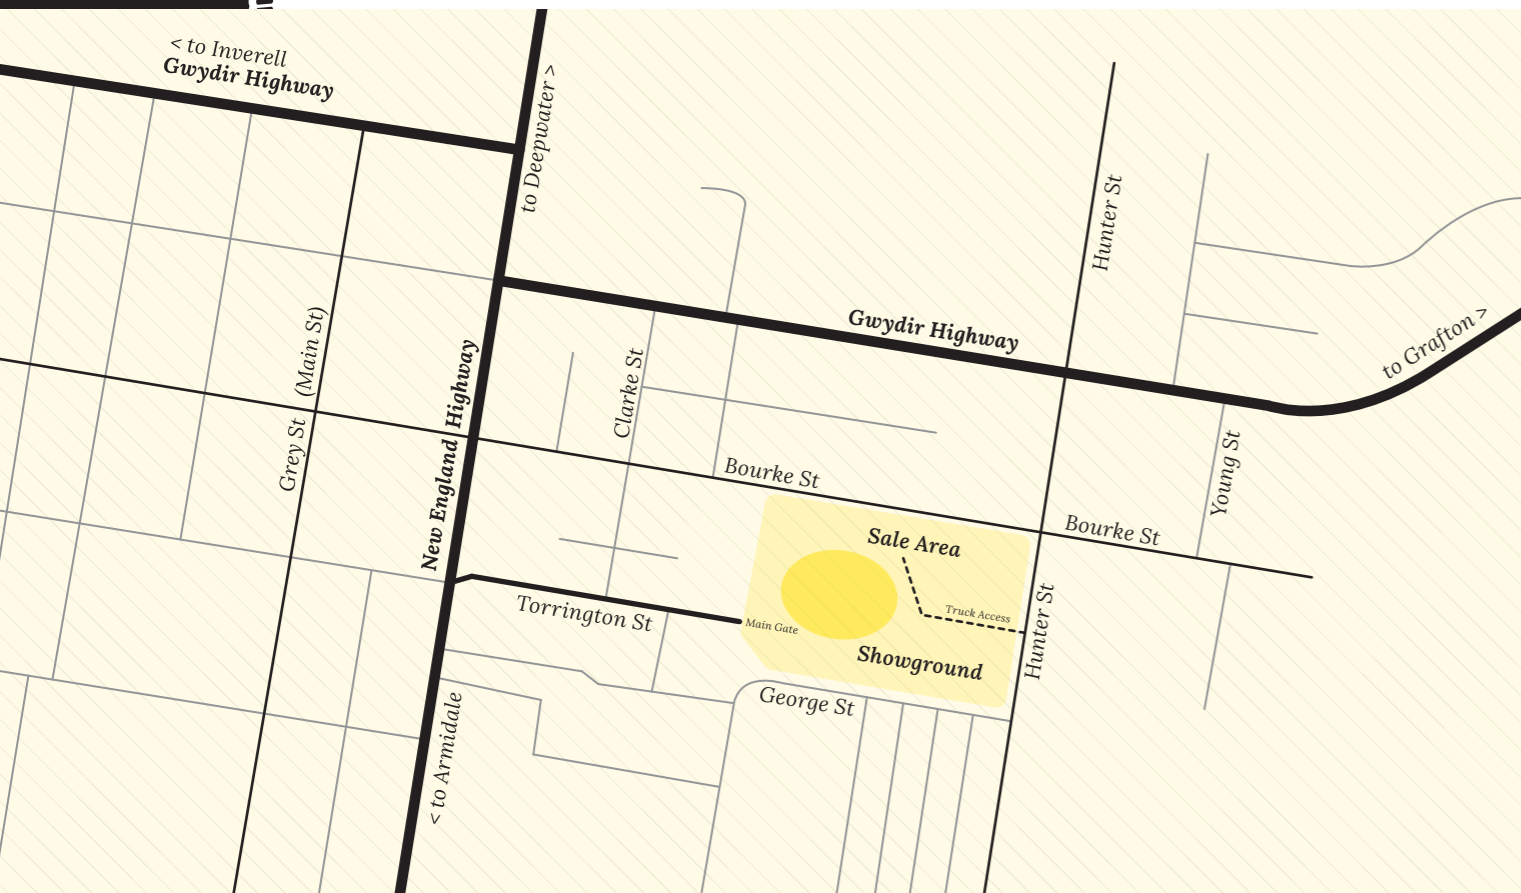 < to Inverell
Gwydir Highway
to Deepwater >
Hunter St
Gwydir Highway
to Grafton >
(Main St)
Grey St
New England Highway
Clarke St
Bourke St
Young St
Bourke St
Sale Area
Truck Access
Torrington St
Main Gate
Hunter St
Showground
George St
< to Armidale